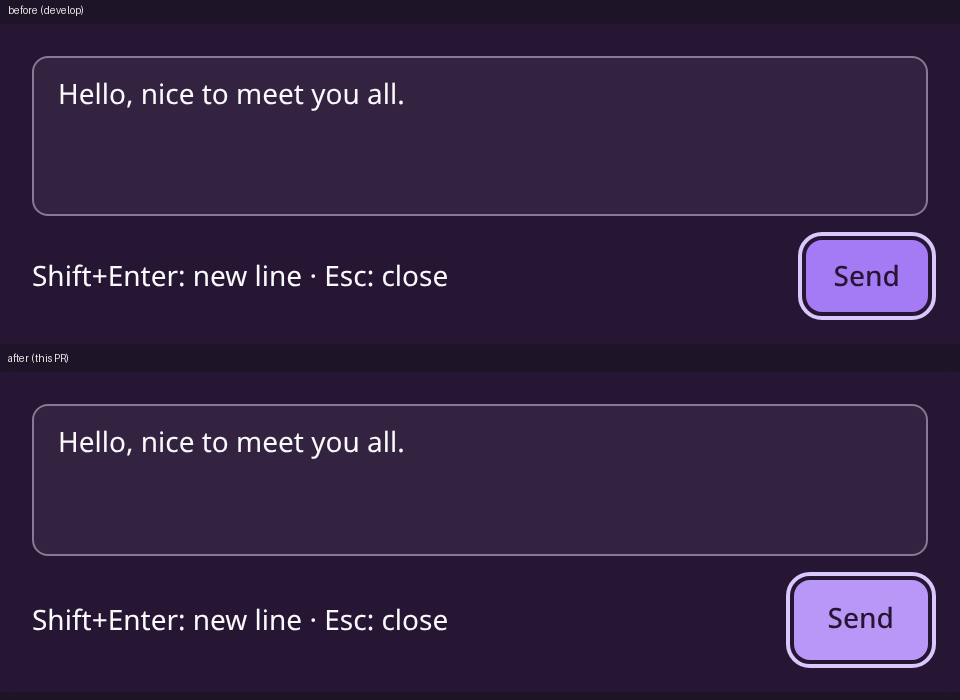 before (develop)
Hello, nice to meet you all.
Shift+Enter: new line · Esc: close
Send
after (this PR)
Hello, nice to meet you all.
Shift+Enter: new line · Esc: close
Send